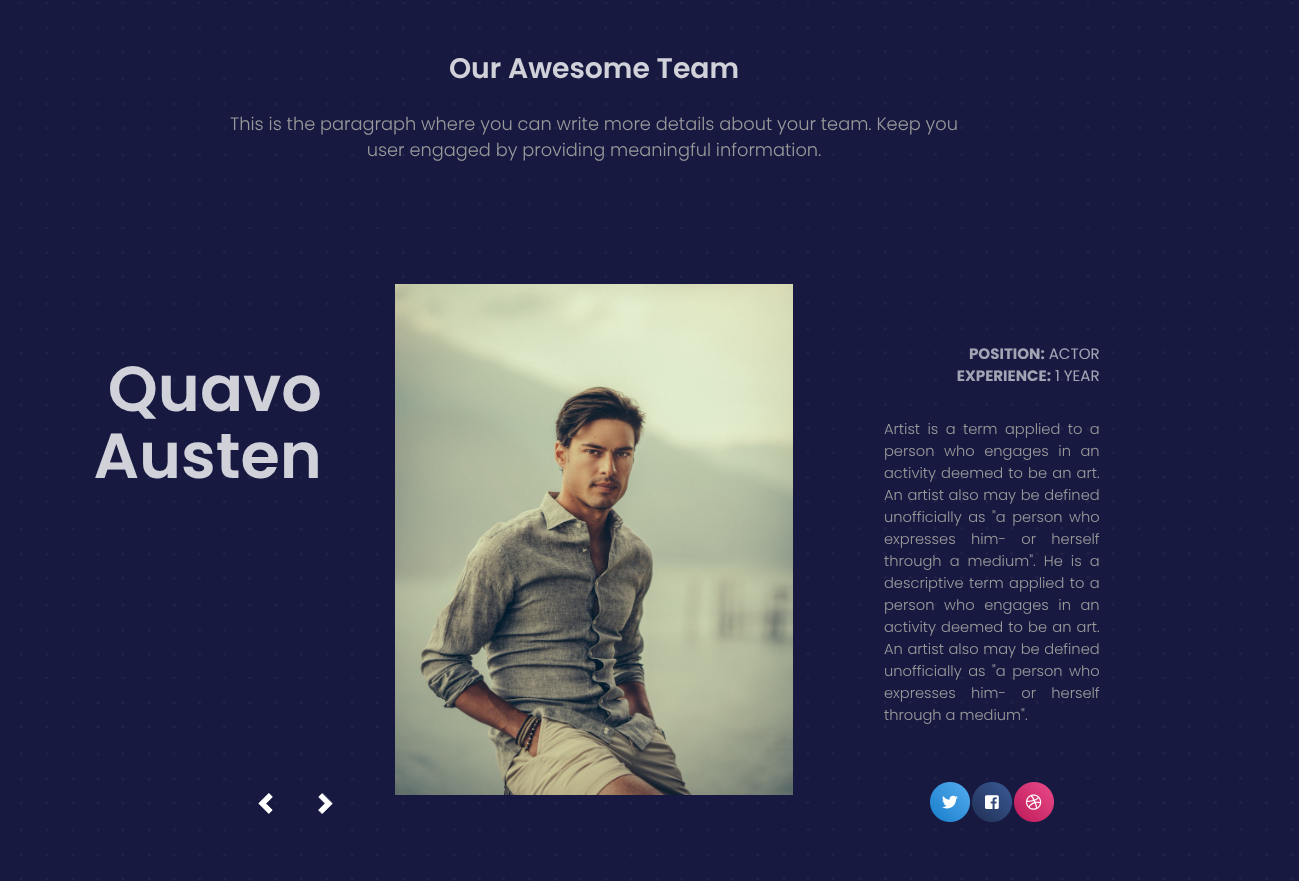 Our Awesome Team
This is the paragraph where you can write more details about your team. Keep you
user engaged by providing meaningful information.
Quavo
Austen
POSITION: ACTOR
EXPERIENCE: 1 YEAR
Artist is a term applied to a
person who engages in an
activity deemed to be an art.
An artist also may be defined
unofficially as "a person who
expresses him- or herself
through a medium". He is a
descriptive term applied to a
person who engages in an
activity deemed to be an art.
An artist also may be defined
unofficially as "a person who
expresses him- or herself
through a medium".